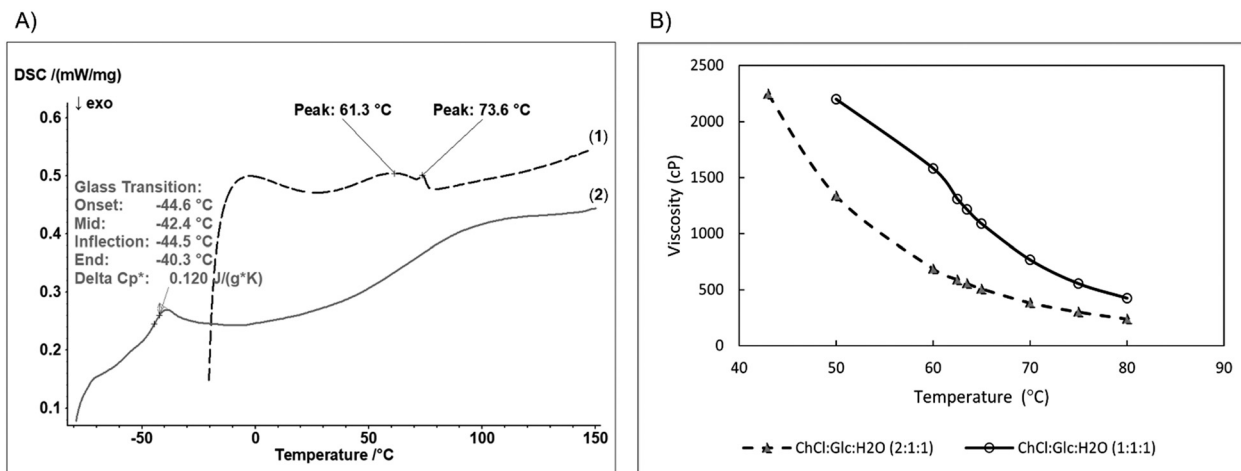 A)
DSC /(mW/mg)
↓ exo
Peak: 61.3 °C
Peak: 73.6 °C
(1)
(2)
Glass Transition:
Onset: -44.6 °C
Mid: -42.4 °C
Inflection: -44.5 °C
End: -40.3 °C
Delta Cp*: 0.120 J/(g*K)
0.6
0.5
0.4
0.3
0.2
0.1
-50
0
50
100
150
Temperature /°C
B)
Viscosity (cP)
2500
2000
1500
1000
500
0
40
50
60
70
80
90
Temperature (°C)
ChCl:Glc:H2O (2:1:1)
ChCl:Glc:H2O (1:1:1)